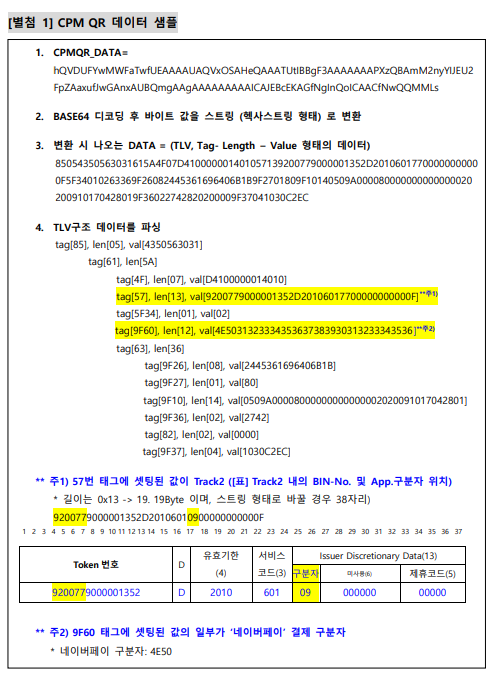 [별첨 1] CPM QR 데이터 샘플
1. CPMQR_DATA=
hQVDUFYwMWFaTwfUEAAAAUAQVxOSAHeQAAATUtIBBgF3AAAAAAAPXzQBAmM2nyYIJEU2
FpZAaxufJwGAnxAUBQmgAAgAAAAAAAAAICAJEBcEKAGfNgInQoICAACfNwQQMMLs
2. BASE64 디코딩 후 바이트 값을 스트링 (헥사스트링 형태) 로 변환
3. 변환 시 나오는 DATA = (TLV, Tag- Length – Value 형태의 데이터)
85054350563031615A4F07D410000001401057139200779000001352D20106017700000000000
0F5F34010263369F26082445361696406B1B9F2701809F10140509A00008000000000000000020
200910170428019F36022742820200009F37041030C2EC
4. TLV구조 데이터를 파싱
tag[85], len[05], val[4350563031]
tag[61], len[5A]
tag[4F], len[07], val[D4100000014010]
tag[57], len[13], val[9200779000001352D20106017700000000000F]**주1)
tag[5F34], len[01], val[02]
tag[9F60], len[12], val[4E5031323334353637383930313233343536]**주2)
tag[63], len[36]
tag[9F26], len[08], val[2445361696406B1B]
tag[9F27], len[01], val[80]
tag[9F10], len[14], val[0509A00008000000000000002020091017042801]
tag[9F36], len[02], val[2742]
tag[82], len[02], val[0000]
tag[9F37], len[04], val[1030C2EC]
** 주1) 57번 태그에 셋팅된 값이 Track2 ([표] Track2 내의 BIN-No. 및 App.구분자 위치)
* 길이는 0x13 -> 19. 19Byte 이며, 스트링 형태로 바꿀 경우 38자리)
9200779000001352D20106010900000000000F
1 2 3 4 5 6 7 8 9 10 11 12 13 14 15 16 17 18 19 20 21 22 23 24 25 26 27 28 29 30 31 32 33 34 35 36 37
Token 번호 D 유효기한(4) 서비스코드(3) Issuer Discretionary Data(13)
구분자 미사용(6) 제휴코드(5)
9200779000001352 D 2010 601 09 000000 00000
** 주2) 9F60 태그에 셋팅된 값의 일부가 '네이버페이' 결제 구분자
* 네이버페이 구분자: 4E50